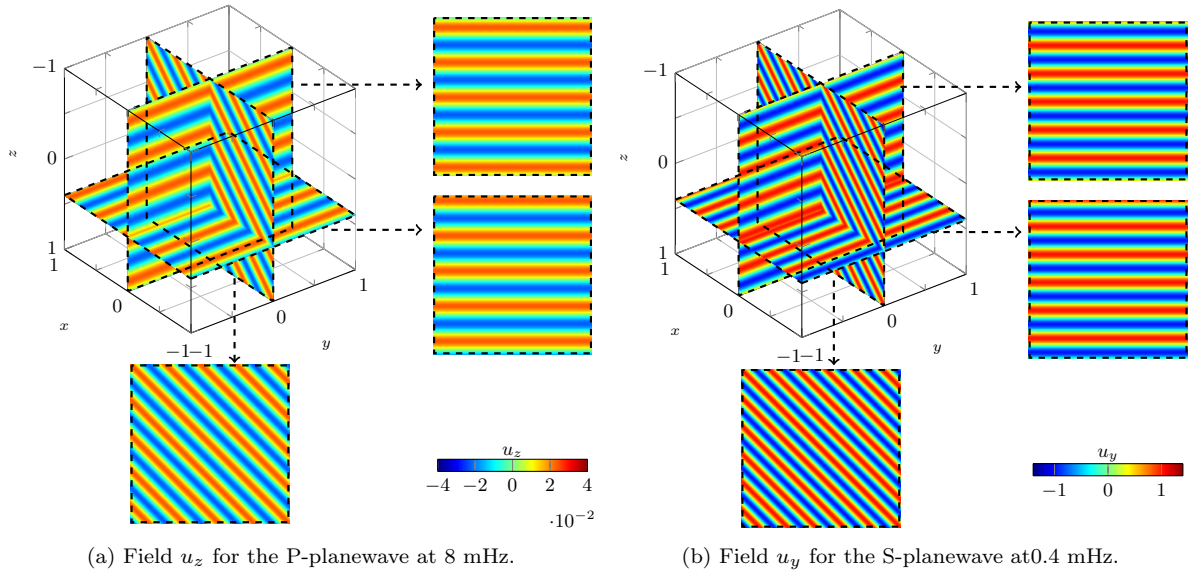 −1
0
1
z
1
0
−1
x
−1
0
1
y
u_z
−4
−2
0
2
4
·10⁻²
(a) Field u_z for the P-planewave at 8 mHz.
−1
0
1
z
1
0
−1
x
−1
0
1
y
u_y
−1
0
1
(b) Field u_y for the S-planewave at0.4 mHz.